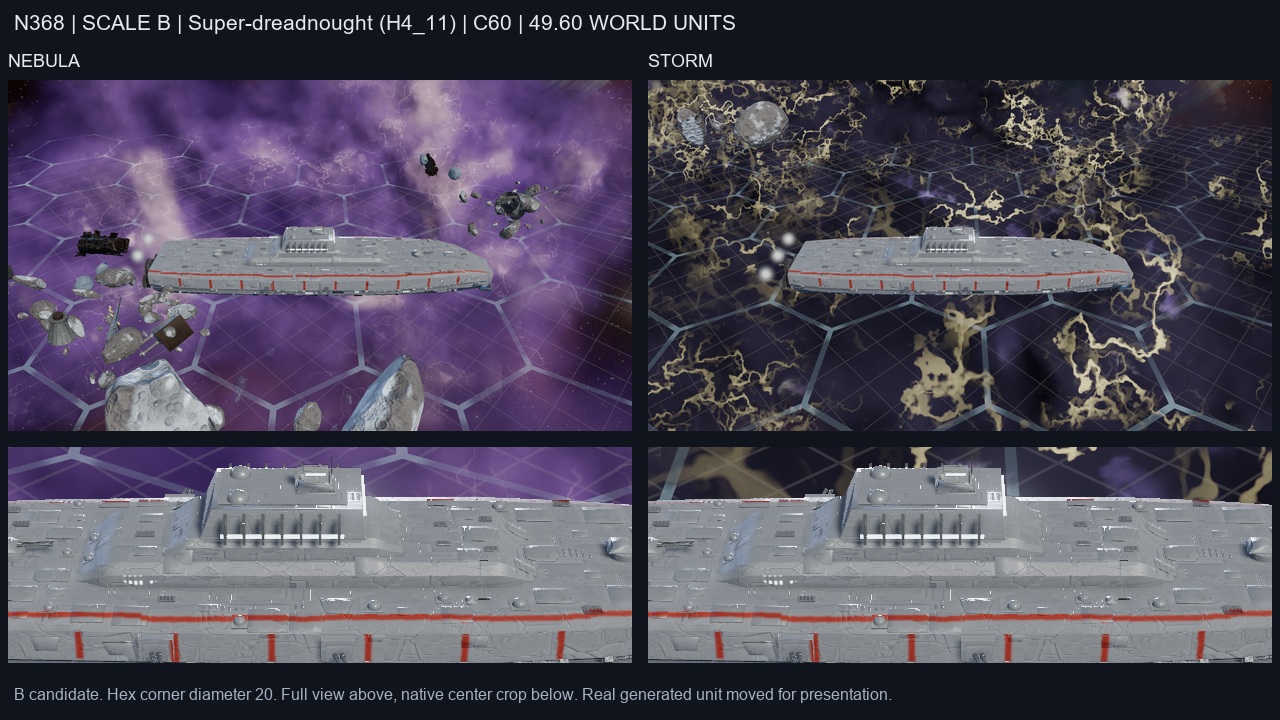 N368 | SCALE B | Super-dreadnought (H4_11) | C60 | 49.60 WORLD UNITS
NEBULA
STORM
B candidate. Hex corner diameter 20. Full view above, native center crop below. Real generated unit moved for presentation.